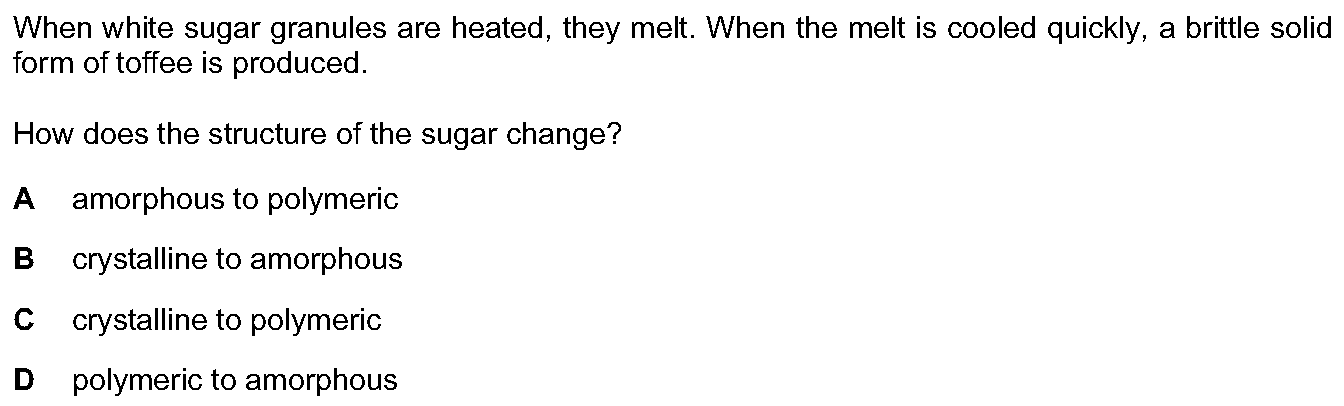 When white sugar granules are heated, they melt. When the melt is cooled quickly, a brittle solid
form of toffee is produced.
How does the structure of the sugar change?
A amorphous to polymeric
B crystalline to amorphous
C crystalline to polymeric
D polymeric to amorphous